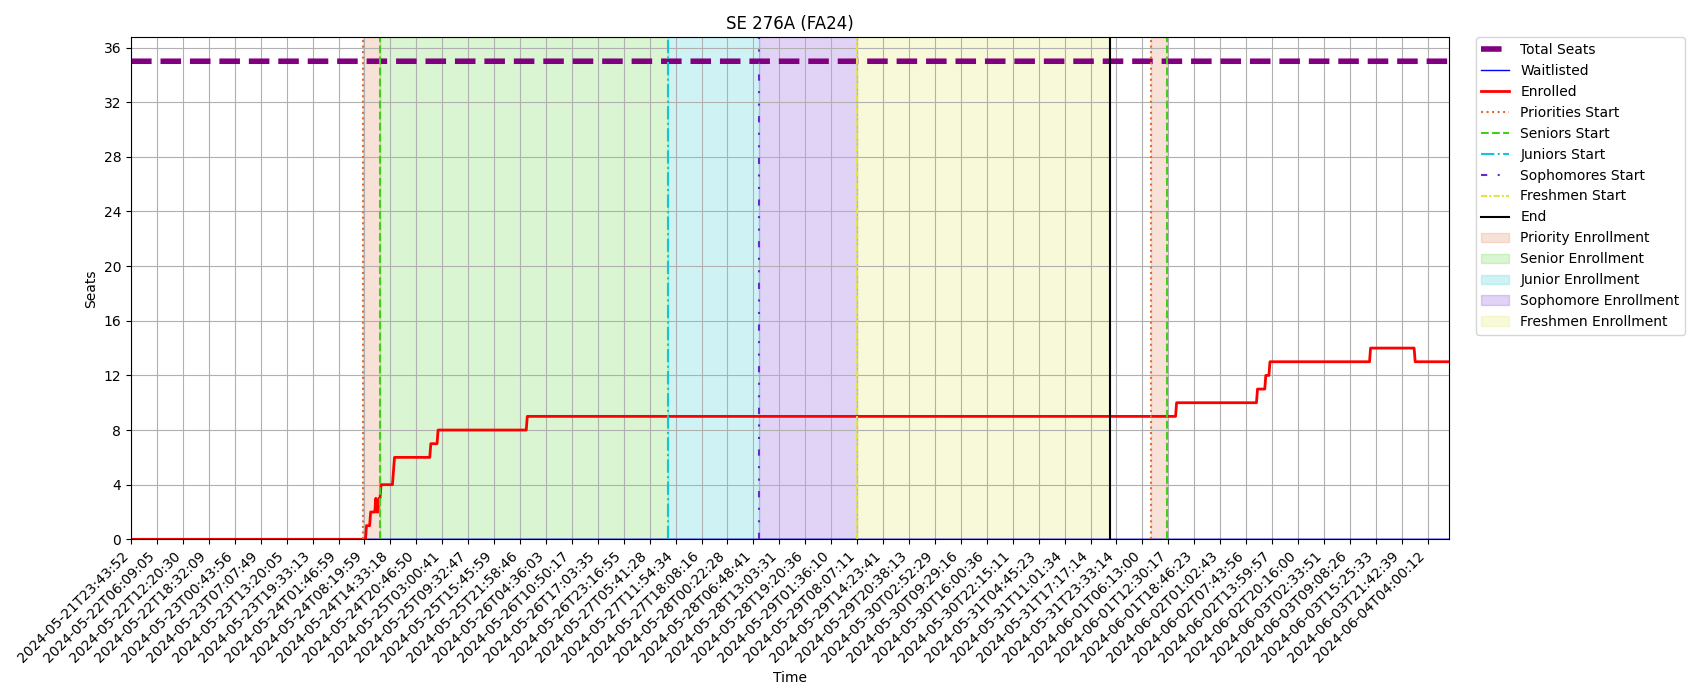 SE 276A (FA24)
Seats
36
32
28
24
20
16
12
8
4
0
2024-05-21T23:43:52
2024-05-22T06:09:05
2024-05-22T12:20:30
2024-05-22T18:32:09
2024-05-23T00:43:56
2024-05-23T07:07:49
2024-05-23T13:20:05
2024-05-23T19:33:13
2024-05-24T01:46:59
2024-05-24T08:19:59
2024-05-24T14:33:18
2024-05-24T20:46:50
2024-05-25T03:00:41
2024-05-25T09:32:47
2024-05-25T15:45:59
2024-05-25T21:58:46
2024-05-26T04:36:03
2024-05-26T10:50:17
2024-05-26T17:03:35
2024-05-26T23:16:55
2024-05-27T05:41:28
2024-05-27T11:54:34
2024-05-27T18:08:16
2024-05-28T00:22:28
2024-05-28T06:48:41
2024-05-28T13:03:31
2024-05-28T19:20:36
2024-05-29T01:36:10
2024-05-29T08:07:11
2024-05-29T14:23:41
2024-05-29T20:38:13
2024-05-30T02:52:29
2024-05-30T09:29:16
2024-05-30T16:00:36
2024-05-30T22:15:11
2024-05-31T04:45:23
2024-05-31T11:01:34
2024-05-31T17:17:14
2024-05-31T23:33:14
2024-06-01T06:13:00
2024-06-01T12:30:17
2024-06-01T18:46:23
2024-06-02T01:02:43
2024-06-02T07:43:56
2024-06-02T13:59:57
2024-06-02T20:16:00
2024-06-03T02:33:51
2024-06-03T09:08:26
2024-06-03T15:25:33
2024-06-03T21:42:39
2024-06-04T04:00:12
Time
Total Seats
Waitlisted
Enrolled
Priorities Start
Seniors Start
Juniors Start
Sophomores Start
Freshmen Start
End
Priority Enrollment
Senior Enrollment
Junior Enrollment
Sophomore Enrollment
Freshmen Enrollment